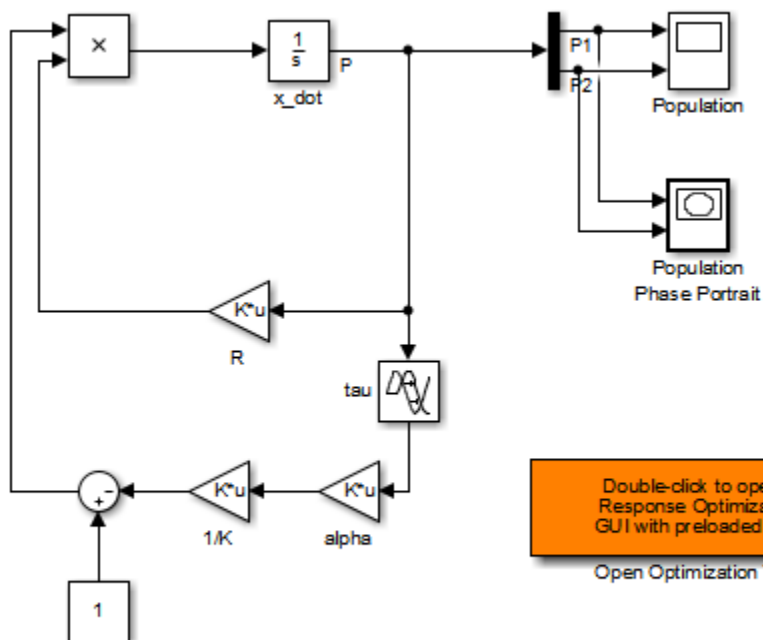 ×
1
s
x_dot
P
P1
P2
Population
Population
Phase Portrait
K*u
R
tau
K*u
1/K
K*u
alpha
-
+
1
Double-click to ope
Response Optimiza
GUI with preloaded
Open Optimization